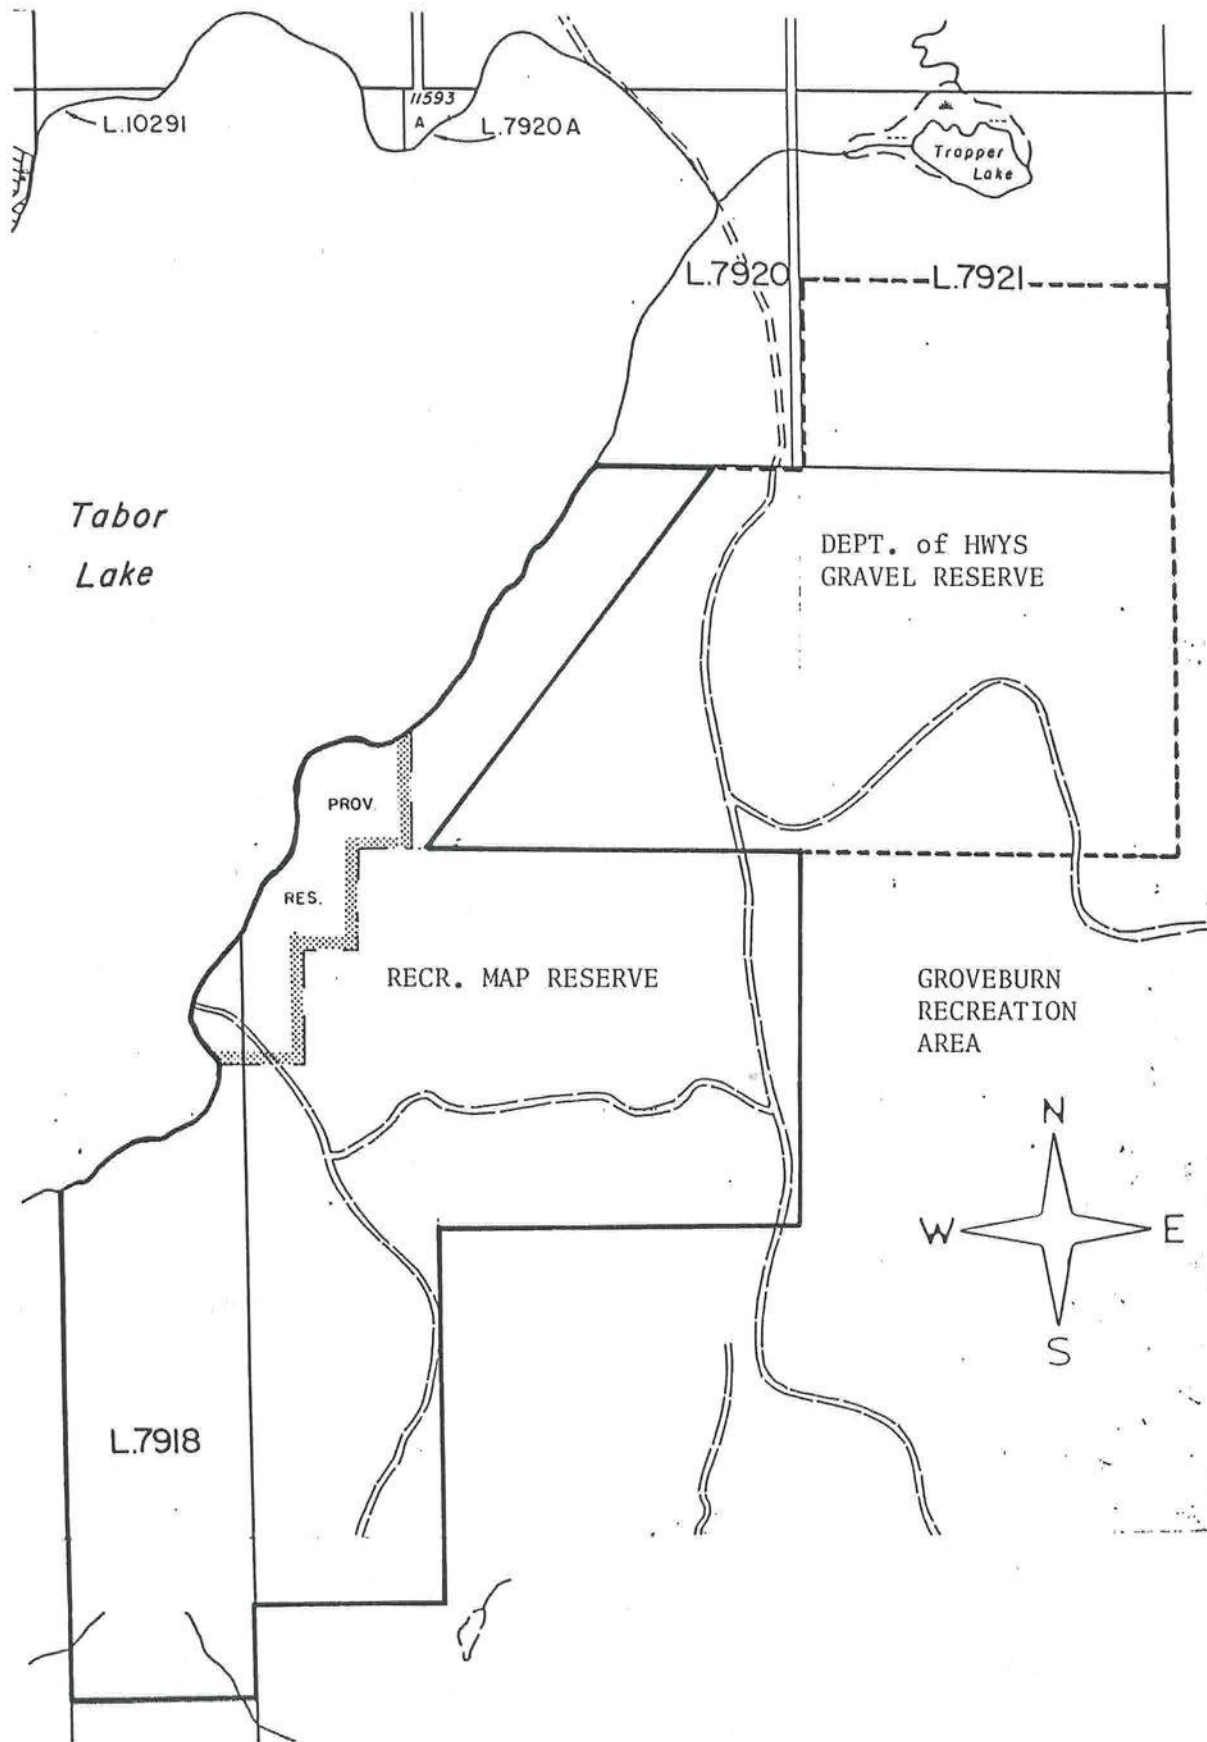 11593
A
L.10291
L.7920A
Trapper
Lake
L.7920
L.7921
Tabor
Lake
DEPT. of HWYS
GRAVEL RESERVE
PROV.
RES.
RECR. MAP RESERVE
GROVEBURN
RECREATION
AREA
N
W
E
S
L.7918